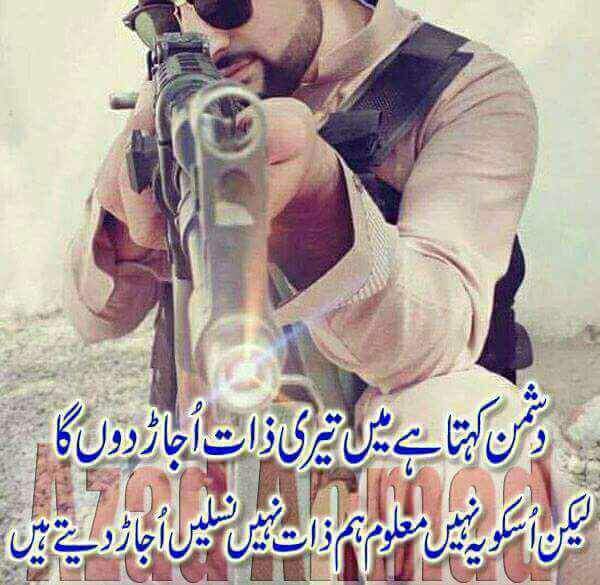 دشمن کہتا ہے میں تیری ذات اُجاڑ دوں گا
Azad Ahmad
لیکن اُسکو یہ نہیں معلوم ہم ذات نہیں نسلیں اُجاڑ دیتے ہیں